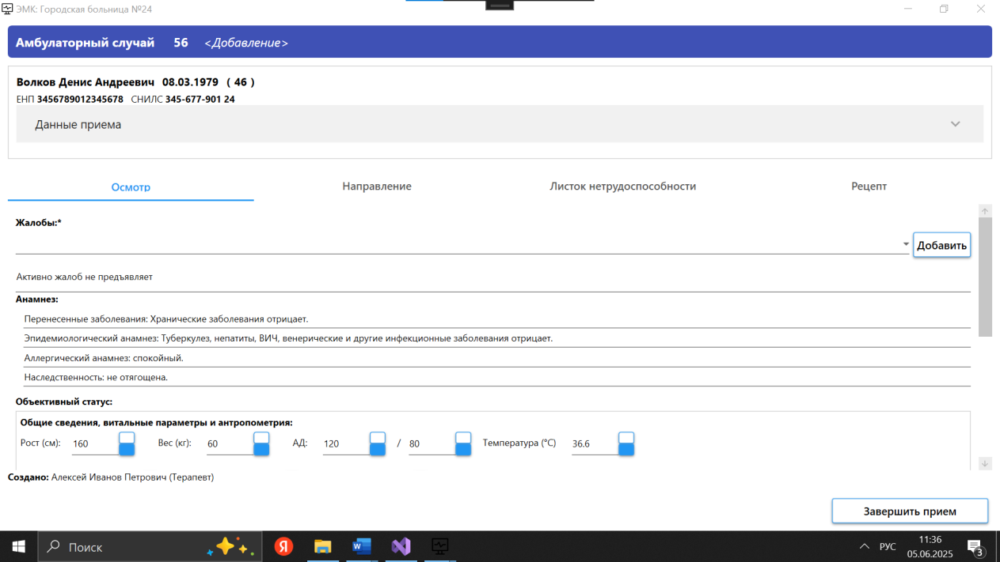 ЭМК: Городская больница №24
Амбулаторный случай 56 <Добавление>
Волков Денис Андреевич 08.03.1979 ( 46 )
ЕНП 3456789012345678 СНИЛС 345-677-901 24
Данные приема
Осмотр Направление Листок нетрудоспособности Рецепт
Жалобы:*
Добавить
Активно жалоб не предъявляет
Анамнез:
Перенесенные заболевания: Хранические заболевания отрицает.
Эпидемиологический анамнез: Туберкулез, непатиты, ВИЧ, венерические и другие инфекционные заболевания отрицает.
Аллергический анамнез: спокойный.
Наследственность: не отягощена.
Объективный статус:
Общие сведения, витальные параметры и антропометрия:
Рост (см): 160 Вес (кг): 60 АД: 120 / 80 Температура (°C) 36.6
Создано: Алексей Иванов Петрович (Терапевт)
Завершить прием
Поиск Я W РУС 11:36
05.06.2025 3